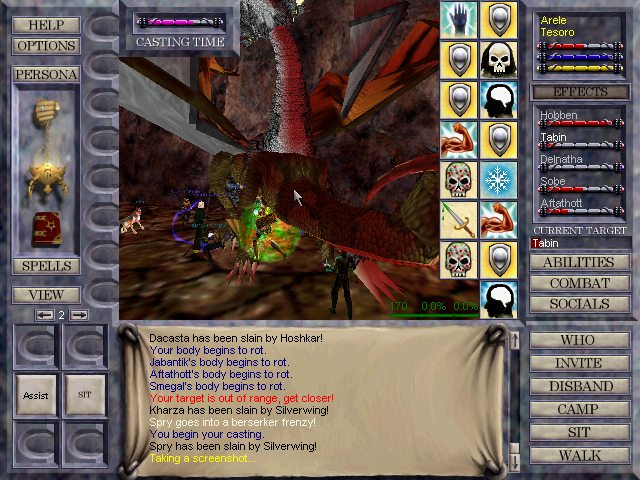 HELP
OPTIONS
PERSONA
SPELLS
VIEW
2
Assist
SIT
CASTING TIME
170 0.0% 0.0%
Arele
Tesoro
EFFECTS
Hobben
Tabin
Delnatha
Sobe
Aftathott
CURRENT TARGET
Tabin
ABILITIES
COMBAT
SOCIALS
WHO
INVITE
DISBAND
CAMP
SIT
WALK
Dacasta has been slain by Hoshkar!
Your body begins to rot.
Jabantik's body begins to rot.
Aftathott's body begins to rot.
Smegal's body begins to rot.
Your target is out of range, get closer!
Kharza has been slain by Silverwing!
Spry goes into a berserker frenzy!
You begin your casting.
Spry has been slain by Silverwing!
Taking a screenshot...